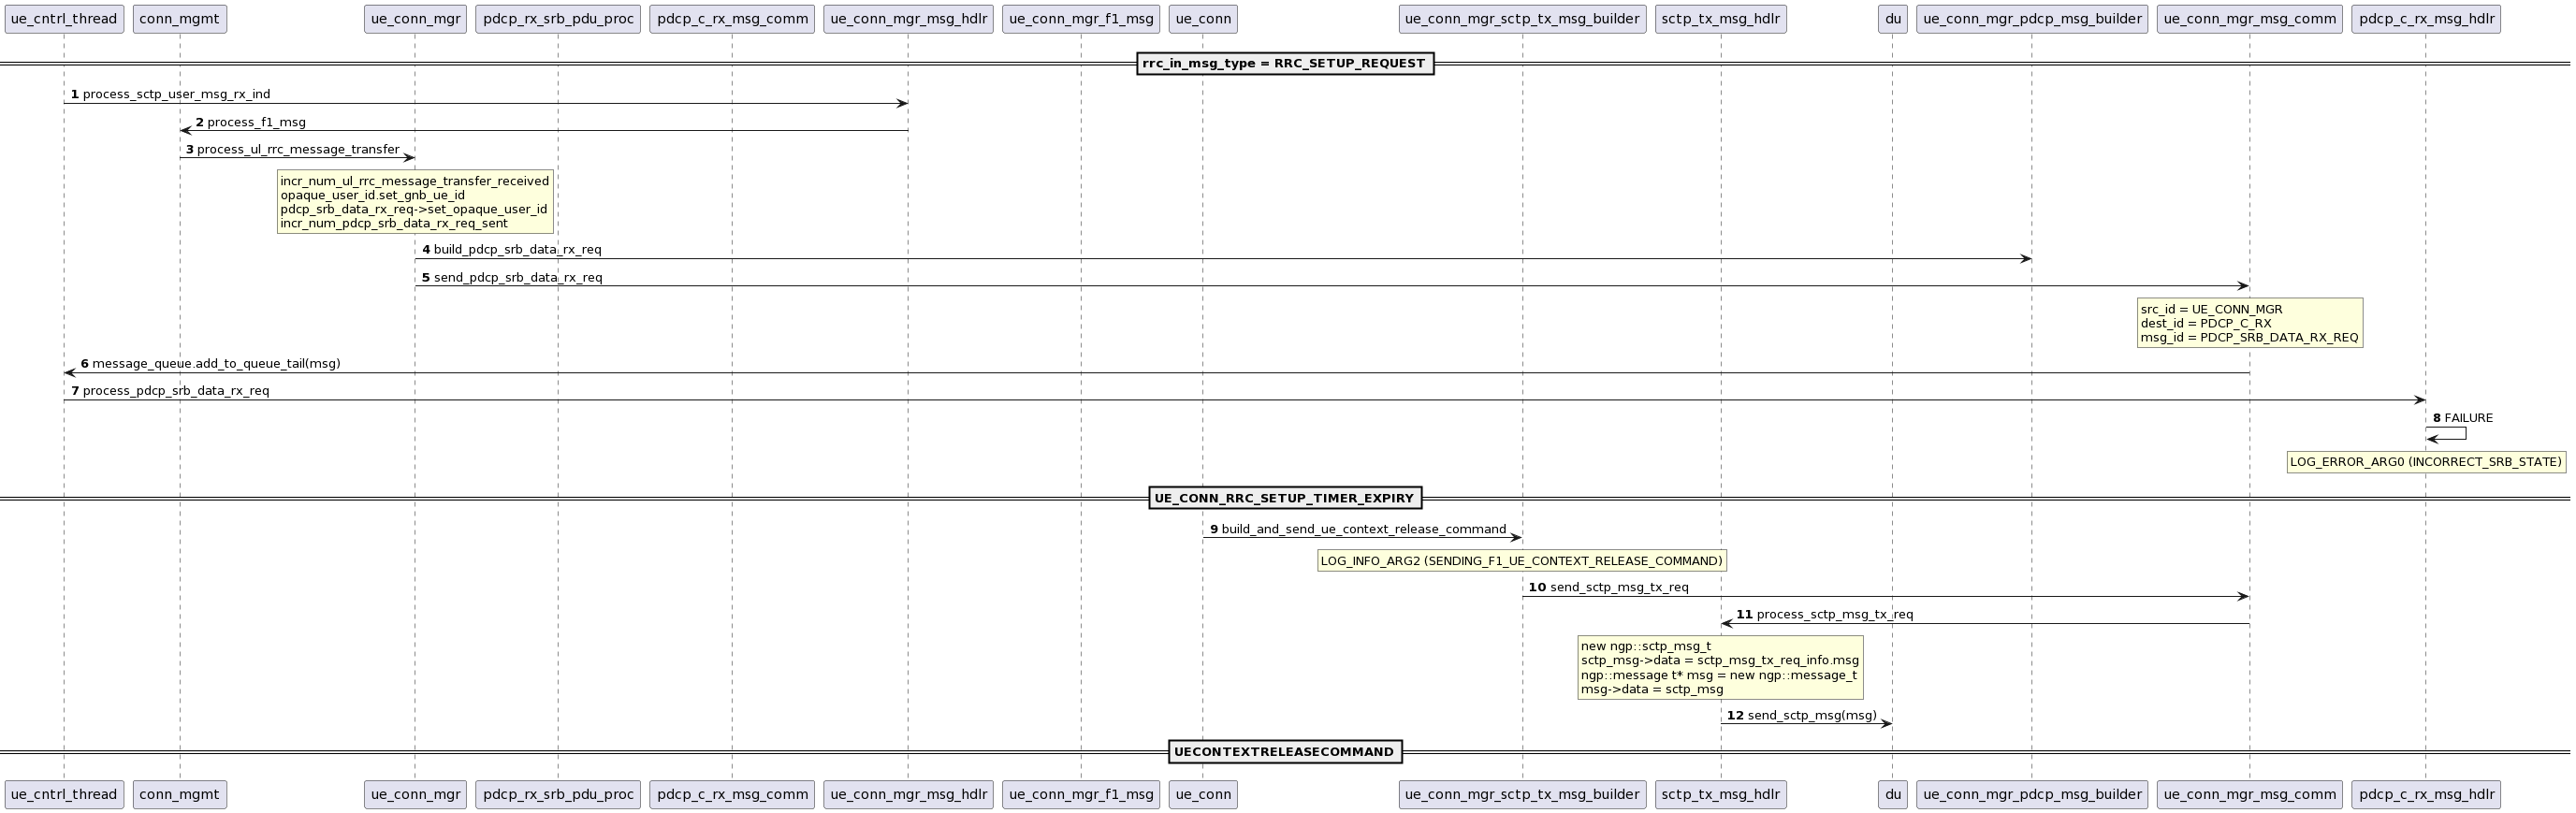 ue_cntrl_thread
conn_mgmt
ue_conn_mgr
pdcp_rx_srb_pdu_proc
pdcp_c_rx_msg_comm
ue_conn_mgr_msg_hdlr
ue_conn_mgr_f1_msg
ue_conn
ue_conn_mgr_sctp_tx_msg_builder
sctp_tx_msg_hdlr
du
ue_conn_mgr_pdcp_msg_builder
ue_conn_mgr_msg_comm
pdcp_c_rx_msg_hdlr
rrc_in_msg_type = RRC_SETUP_REQUEST
1 process_sctp_user_msg_rx_ind
2 process_f1_msg
3 process_ul_rrc_message_transfer
incr_num_ul_rrc_message_transfer_received
opaque_user_id.set_gnb_ue_id
pdcp_srb_data_rx_req->set_opaque_user_id
incr_num_pdcp_srb_data_rx_req_sent
4 build_pdcp_srb_data_rx_req
5 send_pdcp_srb_data_rx_req
src_id = UE_CONN_MGR
dest_id = PDCP_C_RX
msg_id = PDCP_SRB_DATA_RX_REQ
6 message_queue.add_to_queue_tail(msg)
7 process_pdcp_srb_data_rx_req
8 FAILURE
LOG_ERROR_ARG0 (INCORRECT_SRB_STATE)
UE_CONN_RRC_SETUP_TIMER_EXPIRY
9 build_and_send_ue_context_release_command
LOG_INFO_ARG2 (SENDING_F1_UE_CONTEXT_RELEASE_COMMAND)
10 send_sctp_msg_tx_req
11 process_sctp_msg_tx_req
new ngp::sctp_msg_t
sctp_msg->data = sctp_msg_tx_req_info.msg
ngp::message t* msg = new ngp::message_t
msg->data = sctp_msg
12 send_sctp_msg(msg)
UECONTEXTRELEASECOMMAND
ue_cntrl_thread
conn_mgmt
ue_conn_mgr
pdcp_rx_srb_pdu_proc
pdcp_c_rx_msg_comm
ue_conn_mgr_msg_hdlr
ue_conn_mgr_f1_msg
ue_conn
ue_conn_mgr_sctp_tx_msg_builder
sctp_tx_msg_hdlr
du
ue_conn_mgr_pdcp_msg_builder
ue_conn_mgr_msg_comm
pdcp_c_rx_msg_hdlr